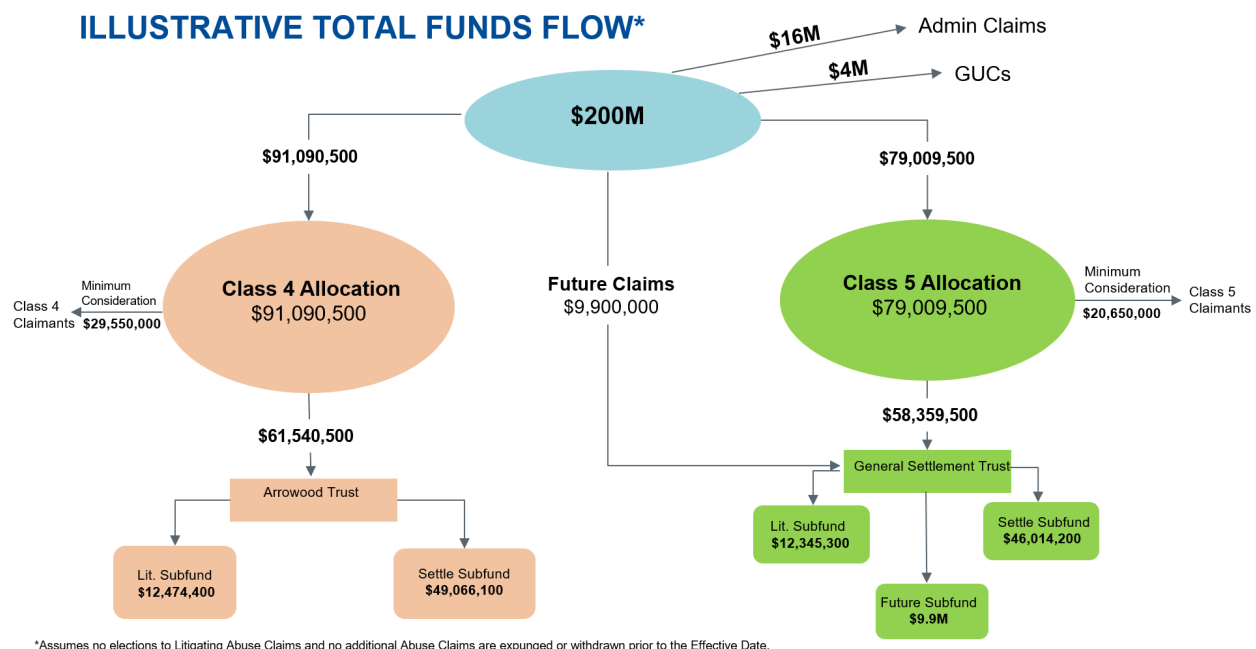 ILLUSTRATIVE TOTAL FUNDS FLOW*
$16M
Admin Claims
$4M
GUCs
$200M
$91,090,500
$79,009,500
Class 4 Allocation
$91,090,500
Minimum
Consideration
$29,550,000
Class 4
Claimants
Future Claims
$9,900,000
Class 5 Allocation
$79,009,500
Minimum
Consideration
$20,650,000
Class 5
Claimants
$61,540,500
$58,359,500
Arrowood Trust
General Settlement Trust
Lit. Subfund
$12,474,400
Settle Subfund
$49,066,100
Lit. Subfund
$12,345,300
Settle Subfund
$46,014,200
Future Subfund
$9.9M
*Assumes no elections to Litigating Abuse Claims and no additional Abuse Claims are expunged or withdrawn prior to the Effective Date.